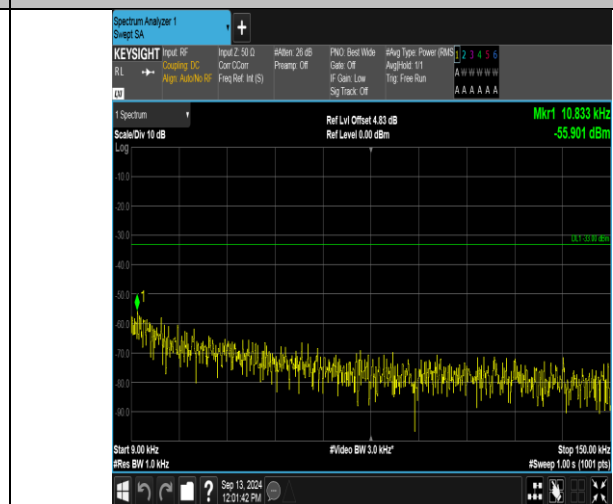 Spectrum Analyzer 1
Swept SA
+
KEYSIGHT
RL
Input: RF
Coupling: DC
Align: Auto/No RF
Input Z: 50 Ω
Corr CCorr
Freq Ref: Int (S)
#Atten: 26 dB
Preamp: Off
PNO: Best Wide
Gate: Off
IF Gain: Low
Sig Track: Off
#Avg Type: Power (RMS
Avg|Hold: 1/1
Trig: Free Run
1 2 3 4 5 6
A W W W W W
A A A A A A
1 Spectrum
Scale/Div 10 dB
Log
Ref Lvl Offset 4.83 dB
Ref Level 0.00 dBm
Mkr1 10.833 kHz
-55.901 dBm
-10.0
-20.0
-30.0
DL1 -33.00 dBm
-40.0
-50.0
1
-60.0
-70.0
-80.0
-90.0
Start 9.00 kHz
#Res BW 1.0 kHz
#Video BW 3.0 kHz*
Stop 150.00 kHz
#Sweep 1.00 s (1001 pts)
?
Sep 13, 2024
12:01:42 PM